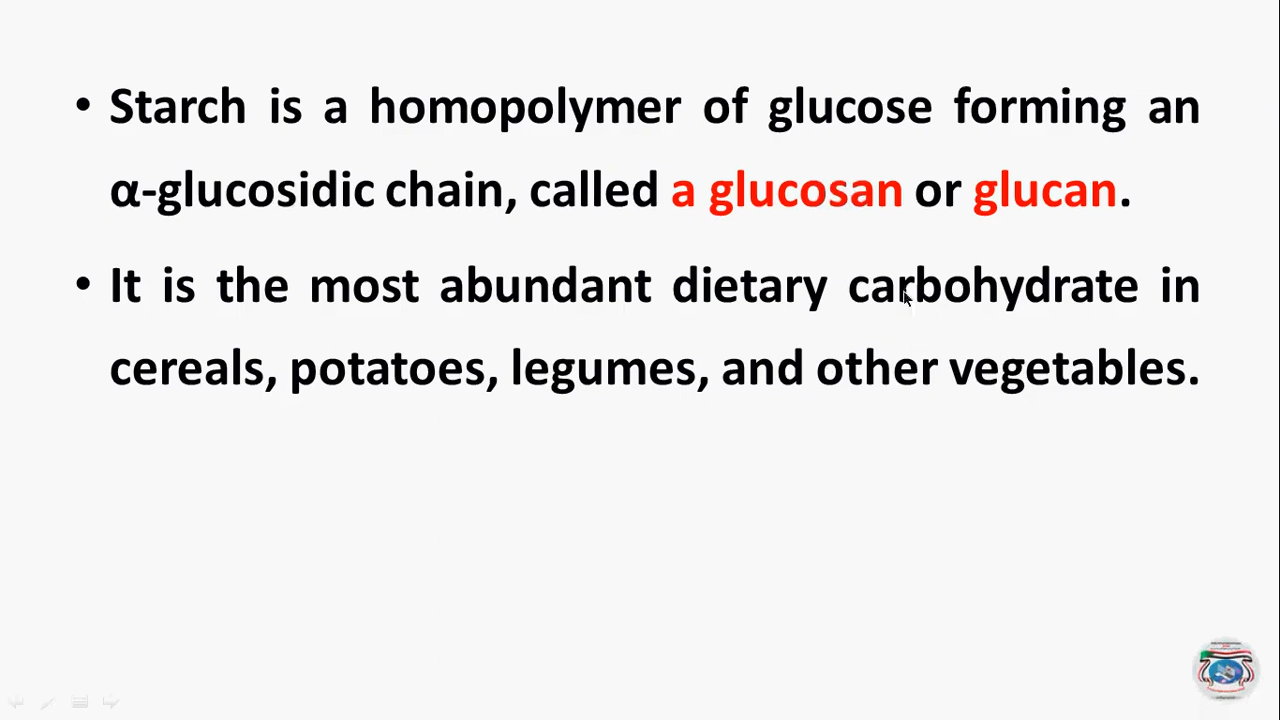 • Starch is a homopolymer of glucose forming an
α-glucosidic chain, called a glucosan or glucan.
• It is the most abundant dietary carbohydrate in
cereals, potatoes, legumes, and other vegetables.